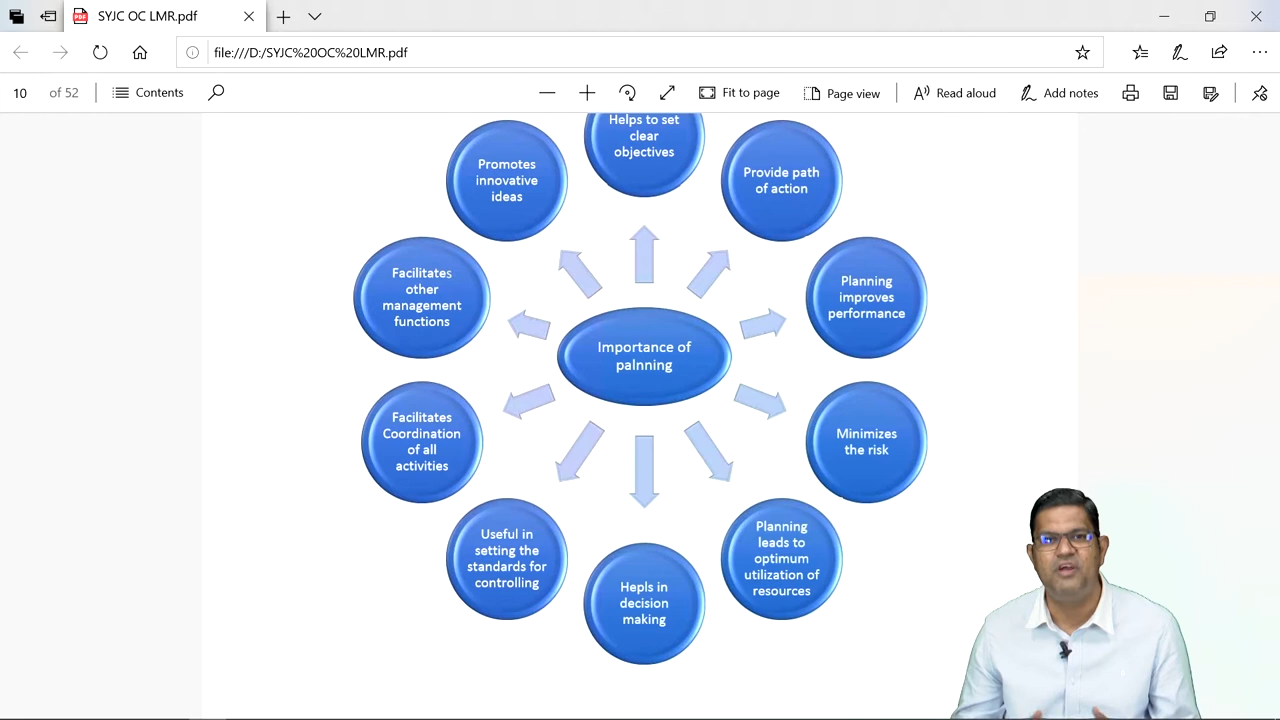 SYJC OC LMR.pdf
file:///D:/SYJC%20OC%20LMR.pdf
10 of 52
Contents
Fit to page
Page view
Read aloud
Add notes
Helps to set
clear
objectives
Provide path
of action
Planning
improves
performance
Minimizes
the risk
Planning
leads to
optimum
utilization of
resources
Hepls in
decision
making
Useful in
setting the
standards for
controlling
Facilitates
Coordination
of all
activities
Facilitates
other
management
functions
Promotes
innovative
ideas
Importance of
palnning